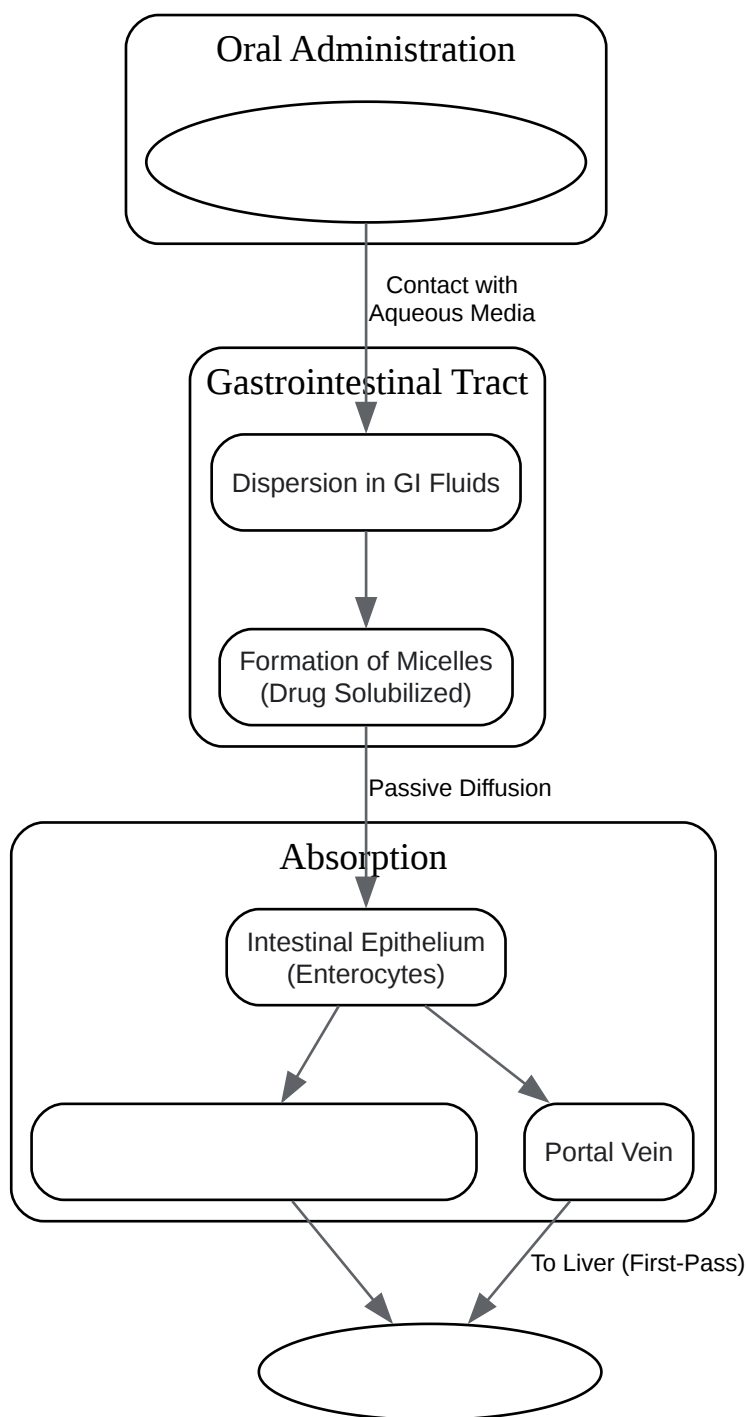 Oral Administration
Contact with
Aqueous Media
Gastrointestinal Tract
Dispersion in GI Fluids
Formation of Micelles
(Drug Solubilized)
Passive Diffusion
Absorption
Intestinal Epithelium
(Enterocytes)
Portal Vein
To Liver (First-Pass)